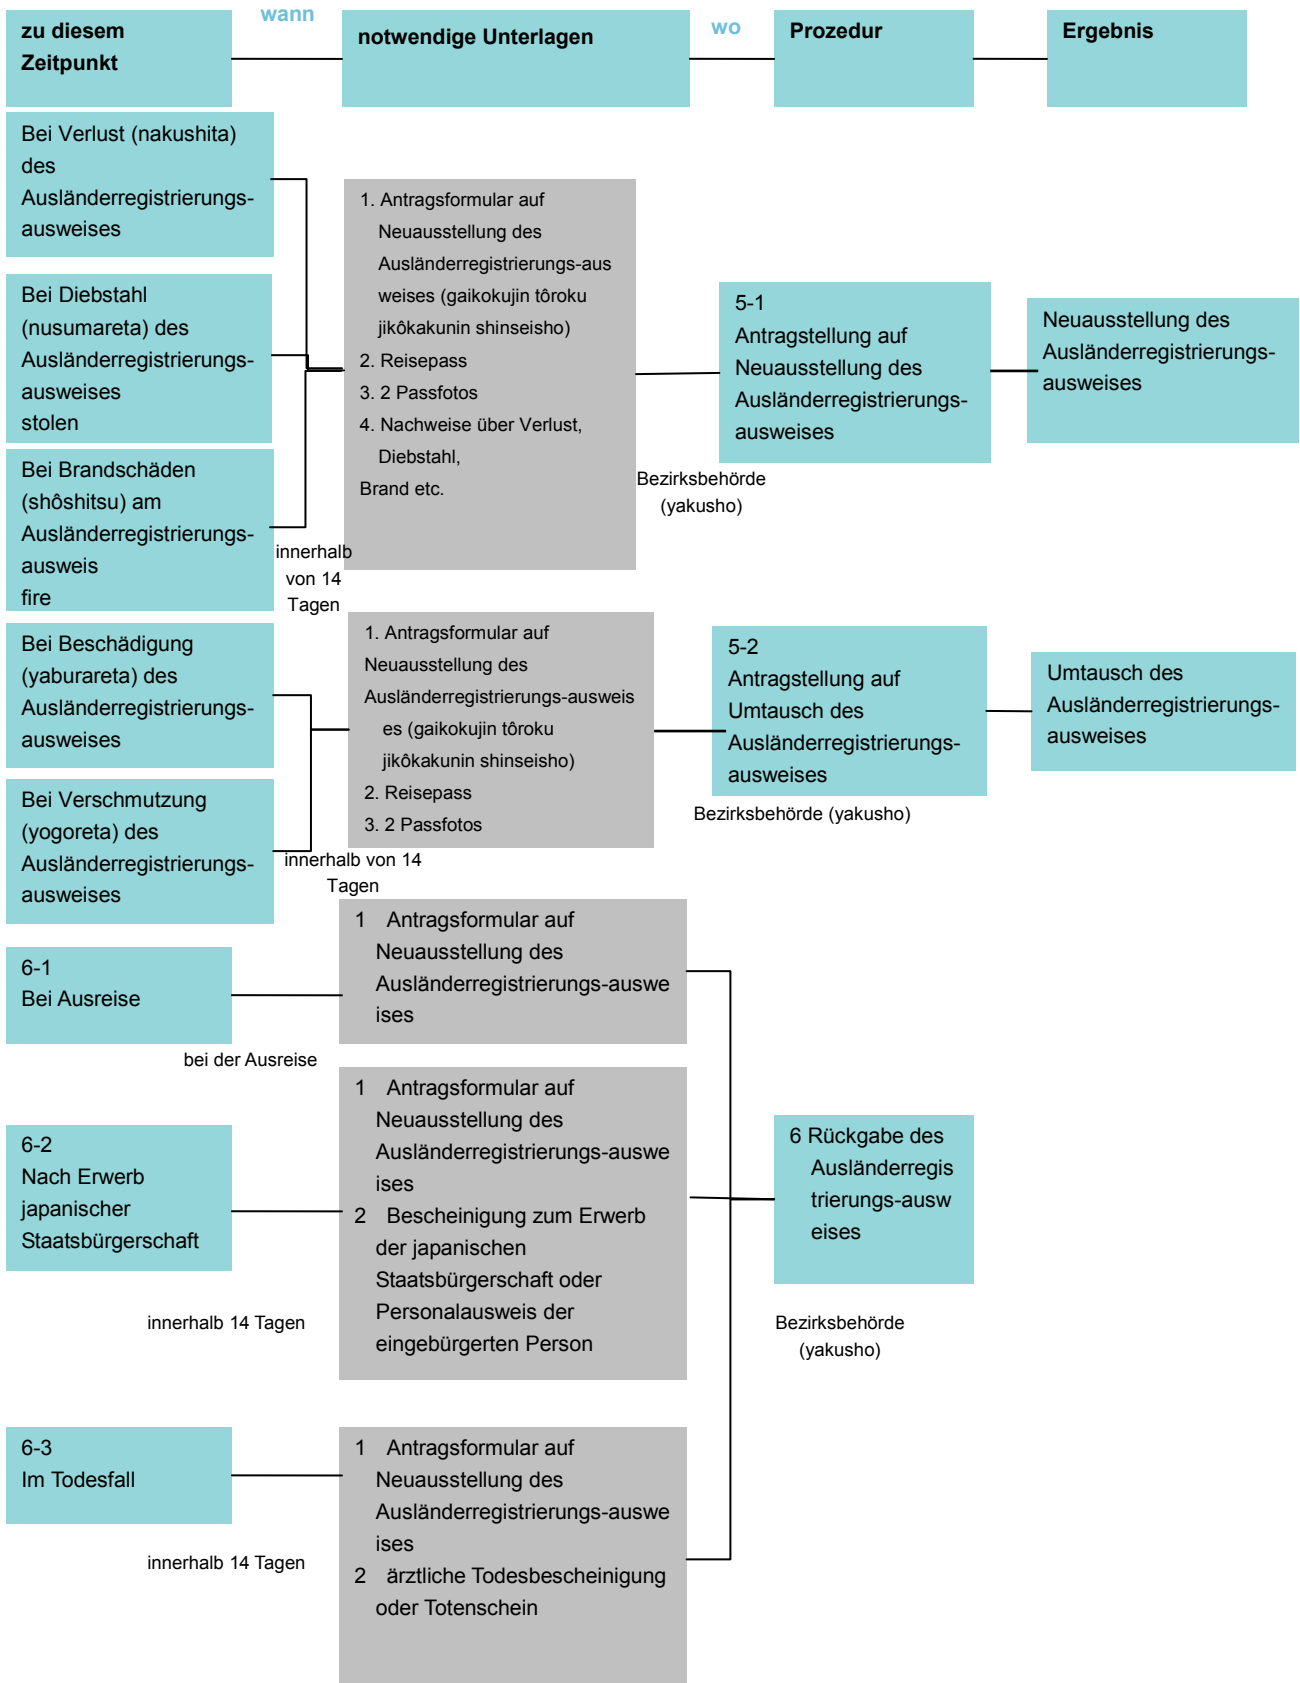 zu diesem
Zeitpunkt
wann
notwendige Unterlagen
wo
Prozedur
Ergebnis
Bei Verlust (nakushita)
des
Ausländerregistrierungs-
ausweises
Bei Diebstahl
(nusumareta) des
Ausländerregistrierungs-
ausweises
stolen
Bei Brandschäden
(shôshitsu) am
Ausländerregistrierungs-
ausweis
fire
innerhalb
von 14
Tagen
1. Antragsformular auf
Neuausstellung des
Ausländerregistrierungs-aus
weises (gaikokujin tôroku
jikôkakunin shinseisho)
2. Reisepass
3. 2 Passfotos
4. Nachweise über Verlust,
Diebstahl,
Brand etc.
Bezirksbehörde
(yakusho)
5-1
Antragstellung auf
Neuausstellung des
Ausländerregistrierungs-
ausweises
Neuausstellung des
Ausländerregistrierungs-
ausweises
Bei Beschädigung
(yaburareta) des
Ausländerregistrierungs-
ausweises
Bei Verschmutzung
(yogoreta) des
Ausländerregistrierungs-
ausweises
innerhalb von 14
Tagen
1. Antragsformular auf
Neuausstellung des
Ausländerregistrierungs-ausweis
es (gaikokujin tôroku
jikôkakunin shinseisho)
2. Reisepass
3. 2 Passfotos
5-2
Antragstellung auf
Umtausch des
Ausländerregistrierungs-
ausweises
Bezirksbehörde (yakusho)
Umtausch des
Ausländerregistrierungs-
ausweises
6-1
Bei Ausreise
bei der Ausreise
1 Antragsformular auf
Neuausstellung des
Ausländerregistrierungs-auswe
ises
6-2
Nach Erwerb
japanischer
Staatsbürgerschaft
innerhalb 14 Tagen
1 Antragsformular auf
Neuausstellung des
Ausländerregistrierungs-auswe
ises
2 Bescheinigung zum Erwerb
der japanischen
Staatsbürgerschaft oder
Personalausweis der
eingebürgerten Person
6 Rückgabe des
Ausländerregis
trierungs-ausw
eises
Bezirksbehörde
(yakusho)
6-3
Im Todesfall
innerhalb 14 Tagen
1 Antragsformular auf
Neuausstellung des
Ausländerregistrierungs-auswe
ises
2 ärztliche Todesbescheinigung
oder Totenschein